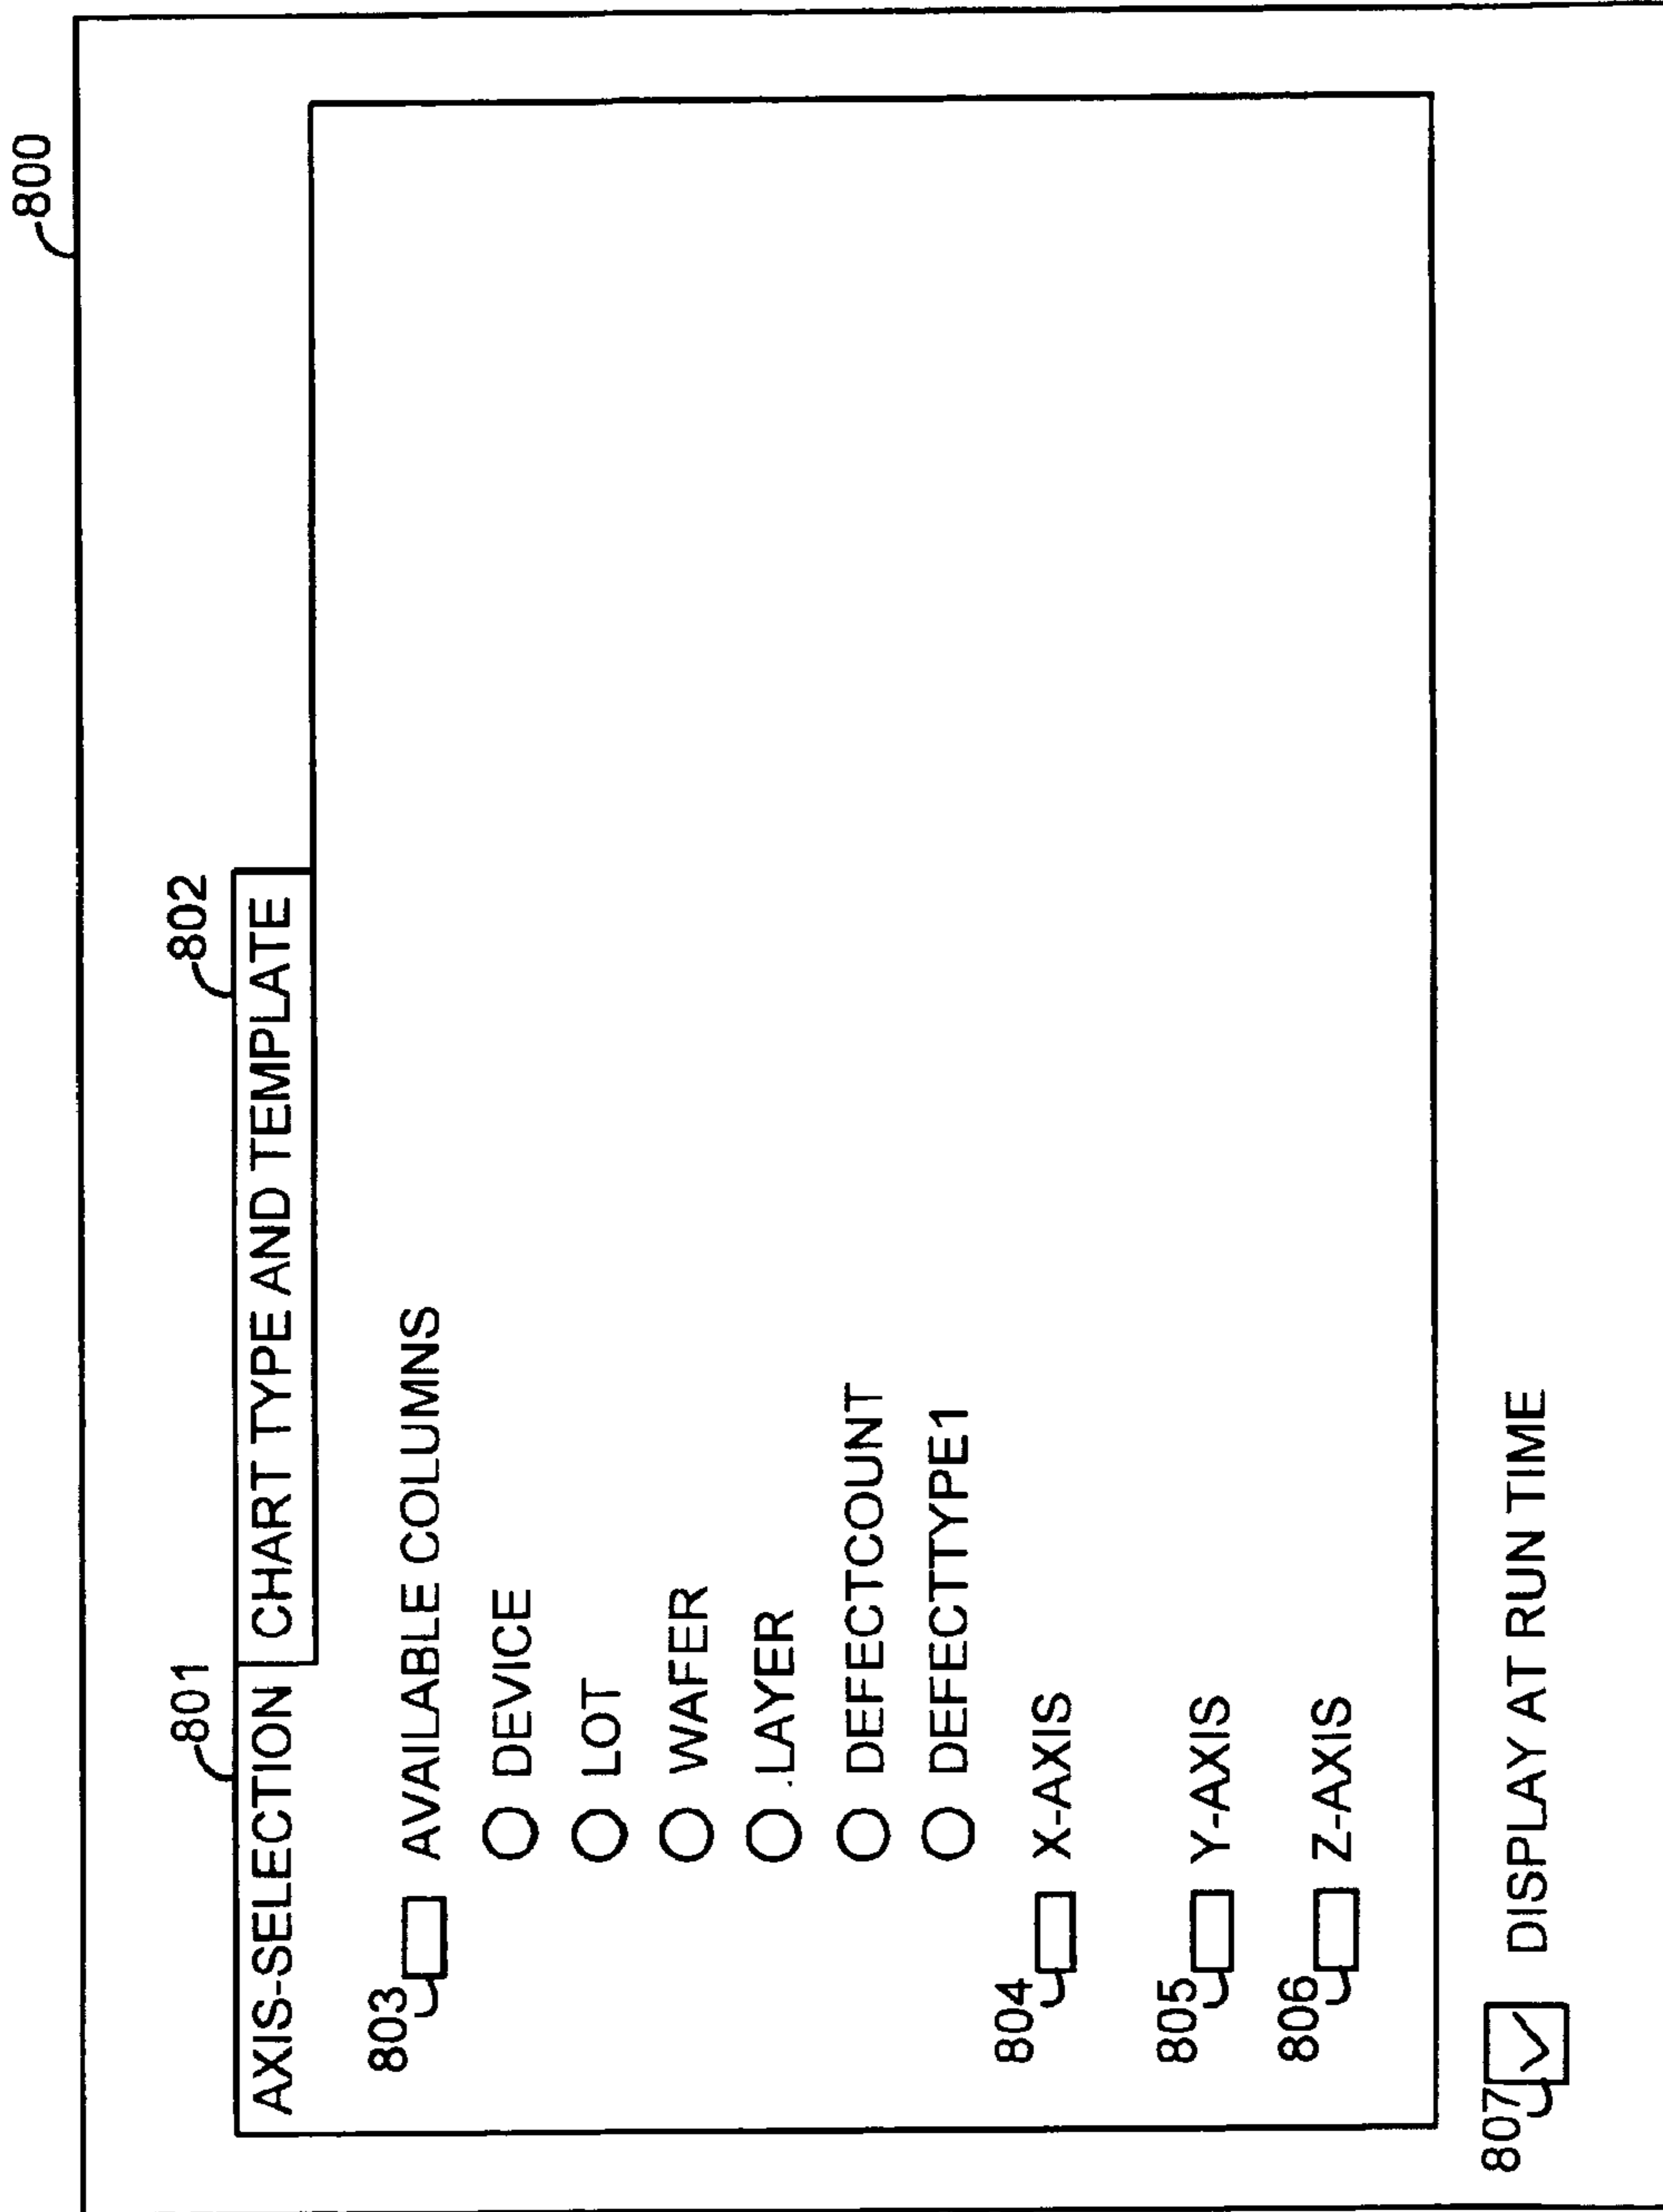 800
801
802
AXIS-SELECTION CHART TYPE AND TEMPLATE
803 AVAILABLE COLUMNS
DEVICE
LOT
WAFER
LAYER
DEFECTCOUNT
DEFECTTYPE1
804 X-AXIS
805 Y-AXIS
806 Z-AXIS
807 DISPLAY AT RUN TIME